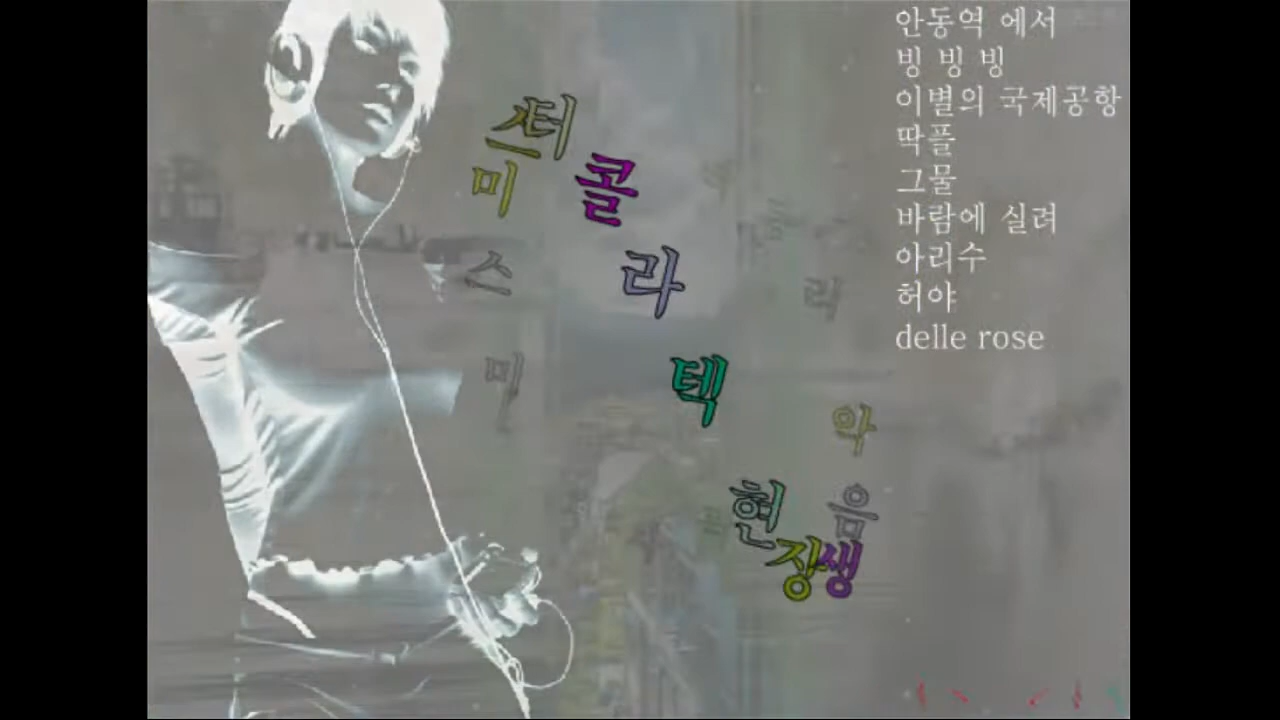 안동역 에서
빙 빙 빙
이별의 국제공항
딱플
그물
바람에 실려
아리수
허야
delle rose
스터
미
콜
라
텍
현
장
생
음
악
스
미